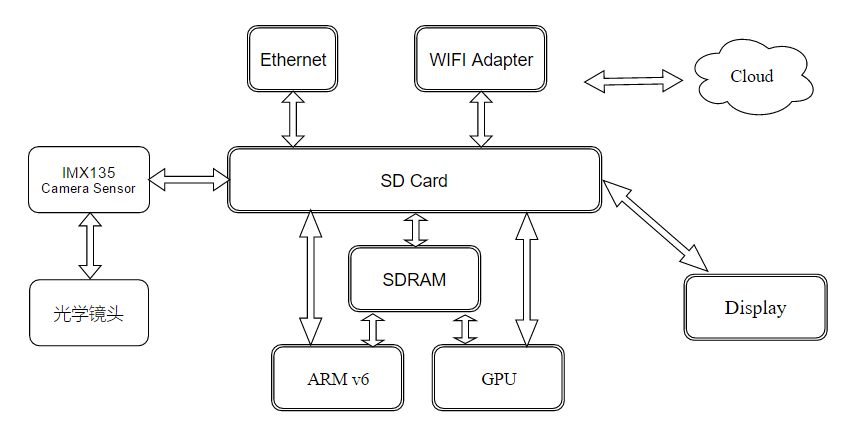 Ethernet
WIFI Adapter
Cloud
IMX135
Camera Sensor
SD Card
SDRAM
光学镜头
Display
ARM v6
GPU